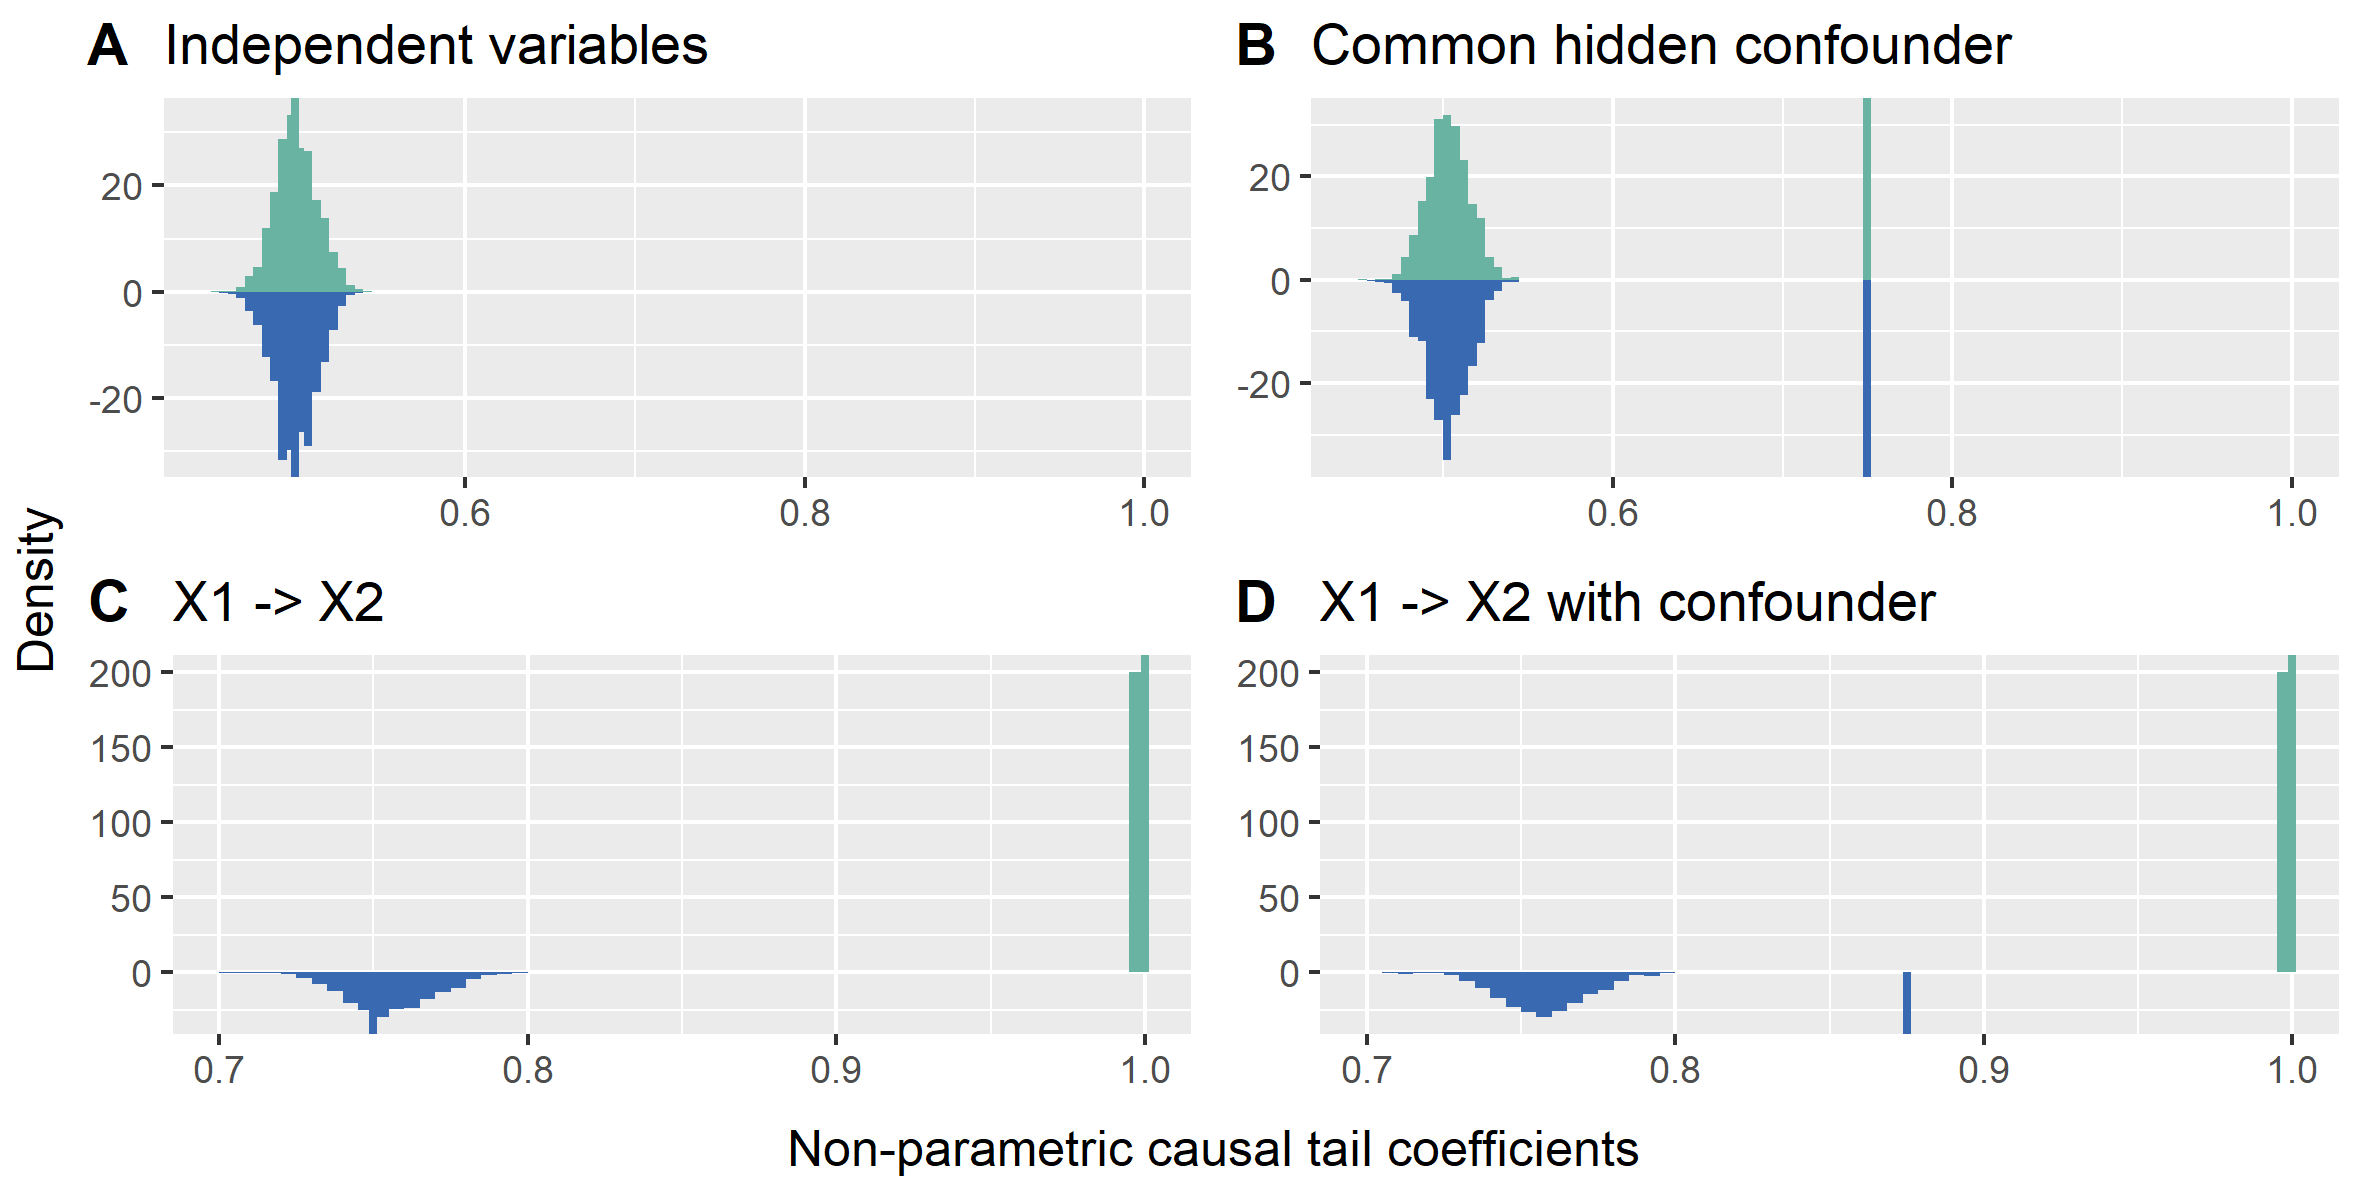 A Independent variables
20
0
-20
0.6 0.8 1.0
B Common hidden confounder
20
0
-20
0.6 0.8 1.0
Density
C X1 -> X2
200
150
100
50
0
0.7 0.8 0.9 1.0
D X1 -> X2 with confounder
200
150
100
50
0
0.7 0.8 0.9 1.0
Non-parametric causal tail coefficients